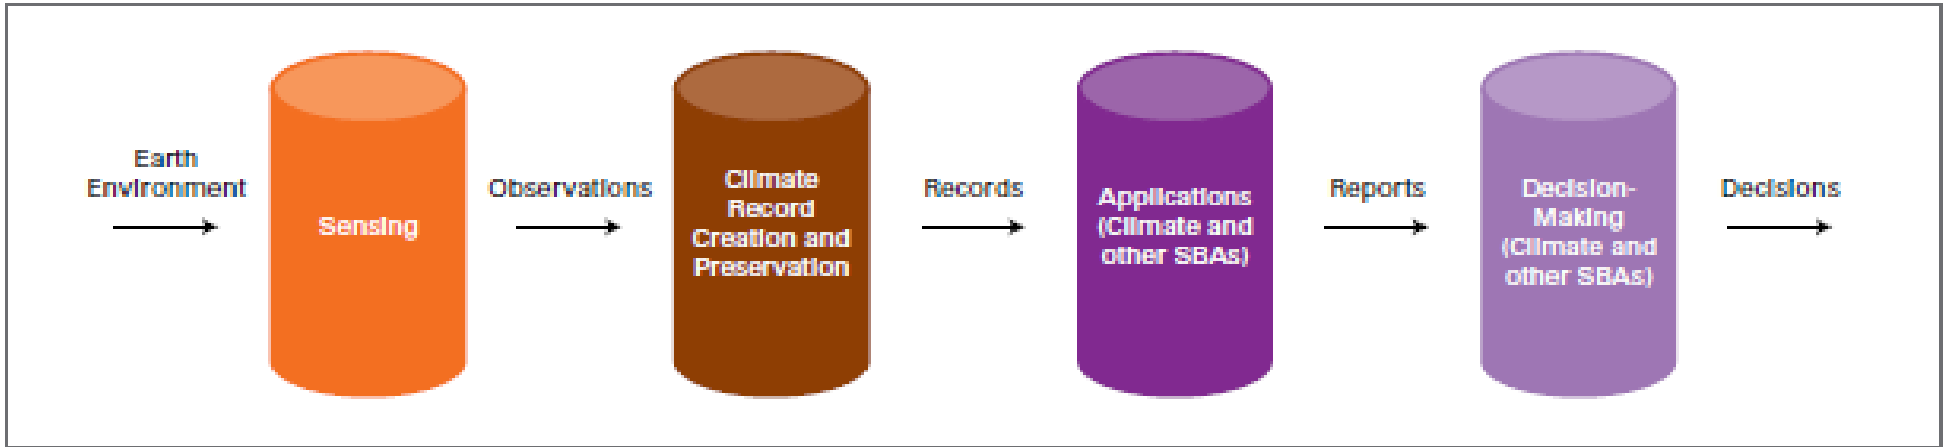 Earth
Environment
Sensing
Observations
Climate
Record
Creation and
Preservation
Records
Applications
(Climate and
other SBAs)
Reports
Decision-
Making
(Climate and
other SBAs)
Decisions